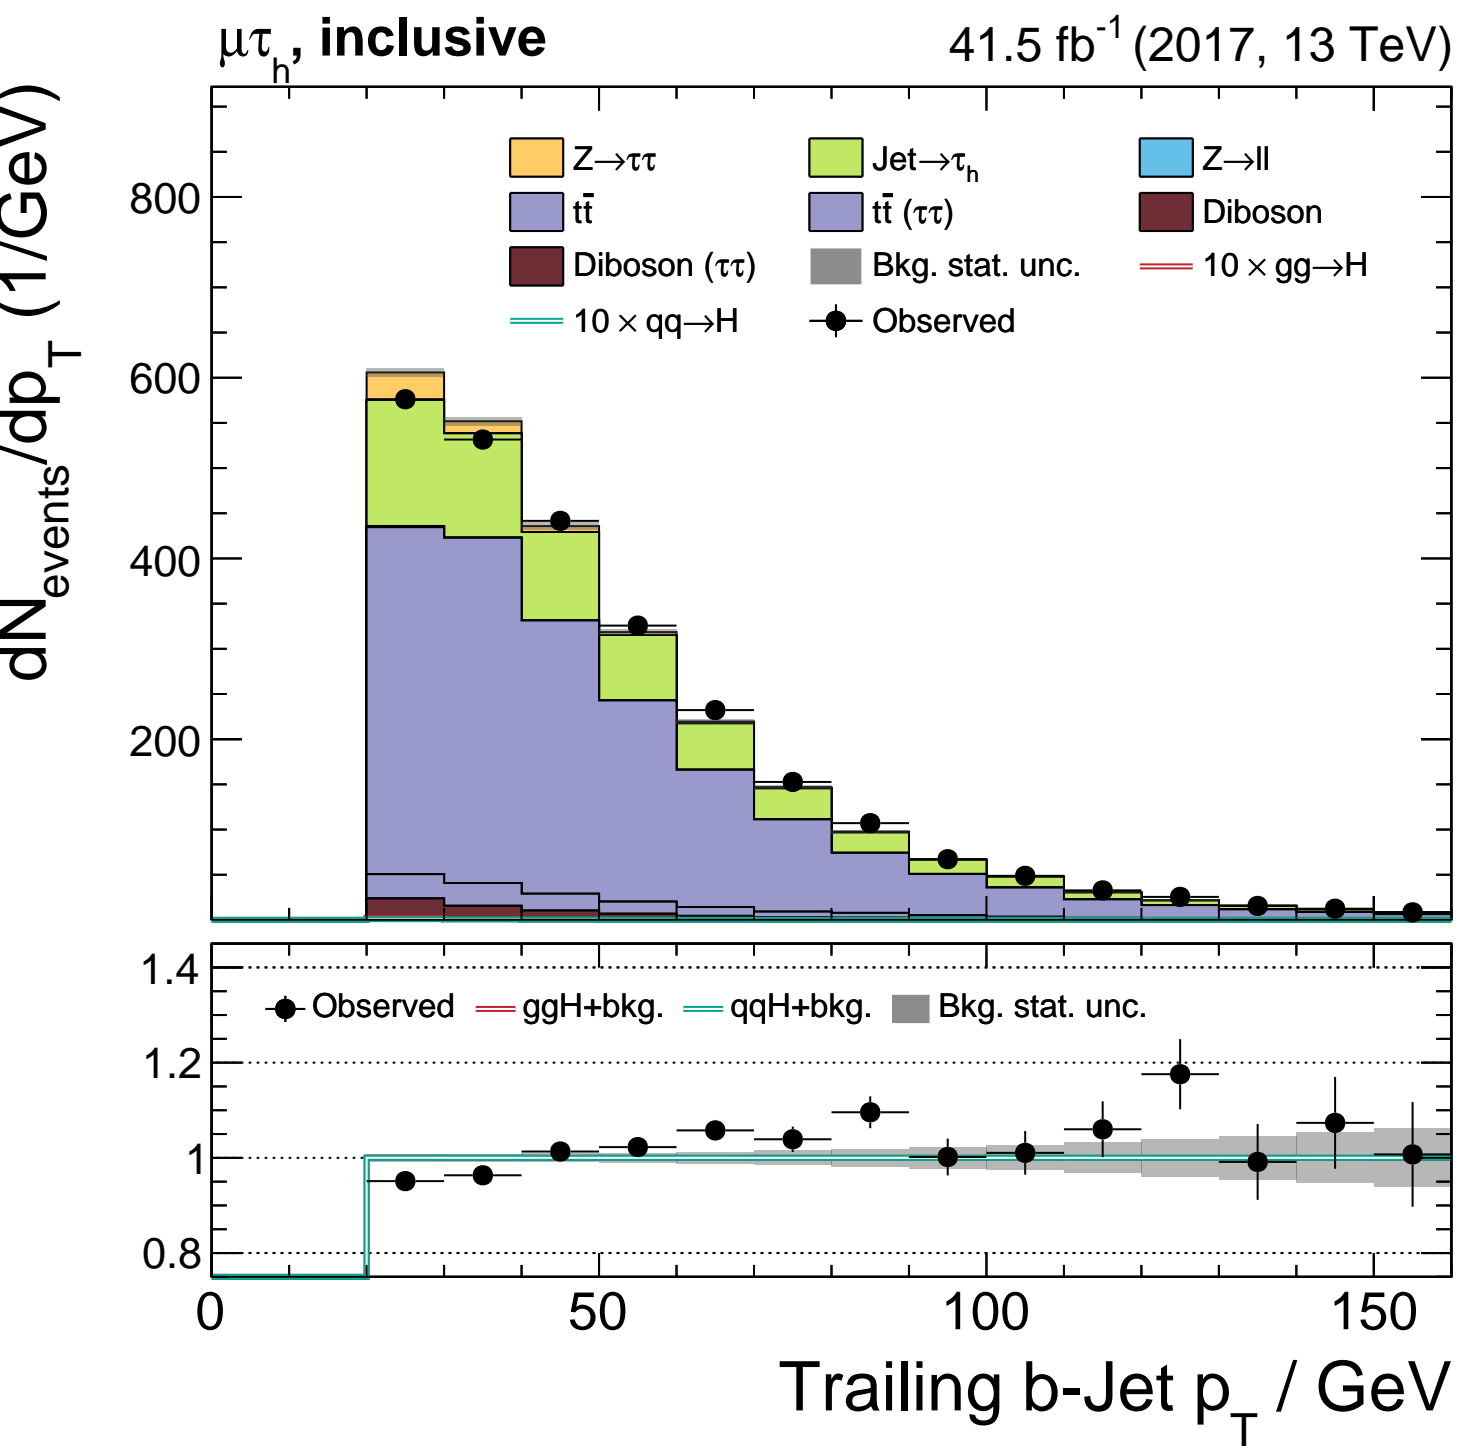 μτh, inclusive 41.5 fb-1 (2017, 13 TeV)
dNevents/dpT (1/GeV)
800
600
400
200
Z→ττ Jet→τh Z→ll
tt̄ tt̄ (ττ) Diboson
Diboson (ττ) Bkg. stat. unc. 10 × gg→H
10 × qq→H Observed
1.4
1.2
1
0.8
Observed ggH+bkg. qqH+bkg. Bkg. stat. unc.
0 50 100 150
Trailing b-Jet pT / GeV